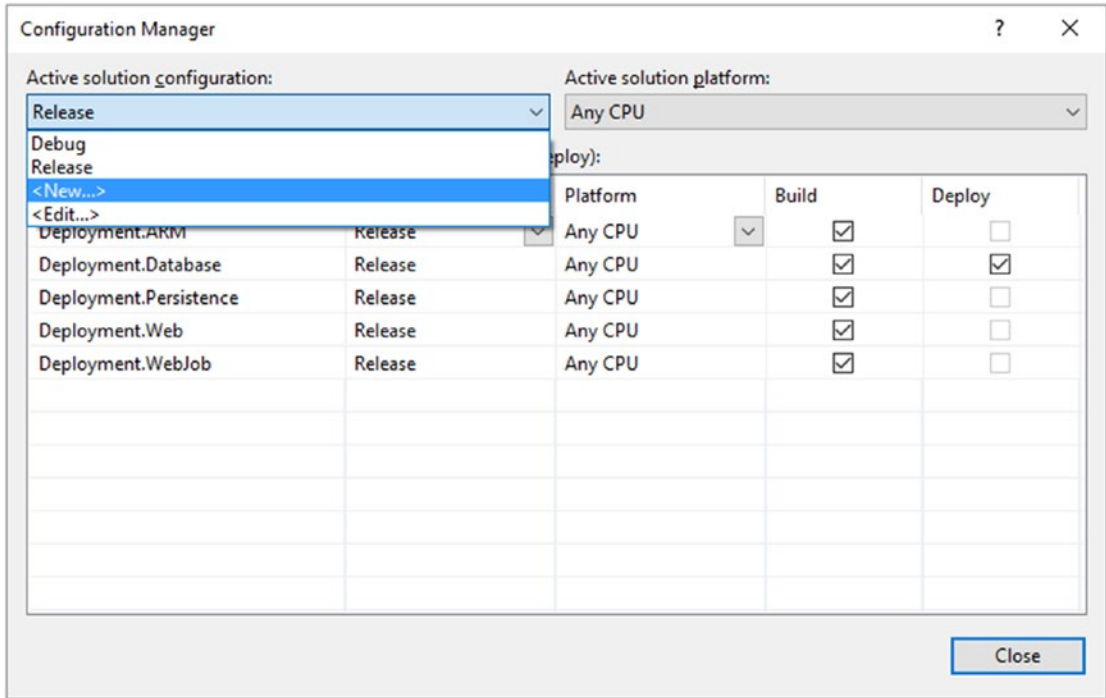 Configuration Manager ? ✕
Active solution configuration: Active solution platform:
Release Any CPU
Debug
Release ploy):
<New...> Platform Build Deploy
<Edit...>
Deployment.ARM Release Any CPU
Deployment.Database Release Any CPU
Deployment.Persistence Release Any CPU
Deployment.Web Release Any CPU
Deployment.WebJob Release Any CPU
Close